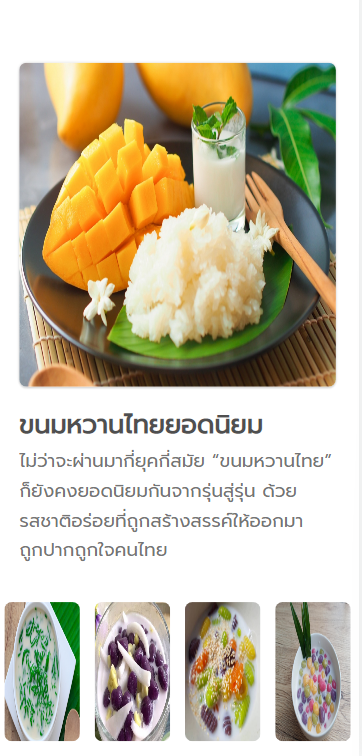 ขนมหวานไทยยอดนิยม
ไม่ว่าจะผ่านมากี่ยุคกี่สมัย “ขนมหวานไทย”
ก็ยังคงยอดนิยมกันจากรุ่นสู่รุ่น ด้วย
รสชาติอร่อยที่ถูกสร้างสรรค์ให้ออกมา
ถูกปากถูกใจคนไทย